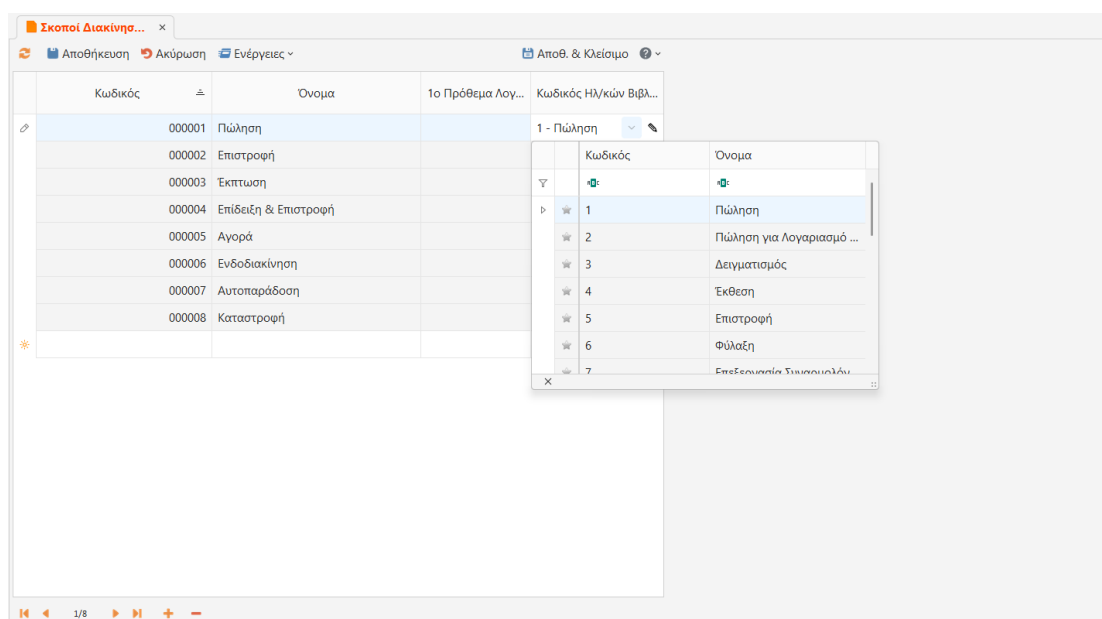 Σκοποί Διακίνησ...
Αποθήκευση Ακύρωση Ενέργειες Αποθ. & Κλείσιμο
Κωδικός Όνομα 1ο Πρόθεμα Λογ... Κωδικός Ηλ/κών Βιβλ...
000001 Πώληση 1 - Πώληση
000002 Επιστροφή
000003 Έκπτωση
000004 Επίδειξη & Επιστροφή
000005 Αγορά
000006 Ενδοδιακίνηση
000007 Αυτοπαράδοση
000008 Καταστροφή
Κωδικός Όνομα
1 Πώληση
2 Πώληση για Λογαριασμό ...
3 Δειγματισμός
4 Έκθεση
5 Επιστροφή
6 Φύλαξη
7
1/8